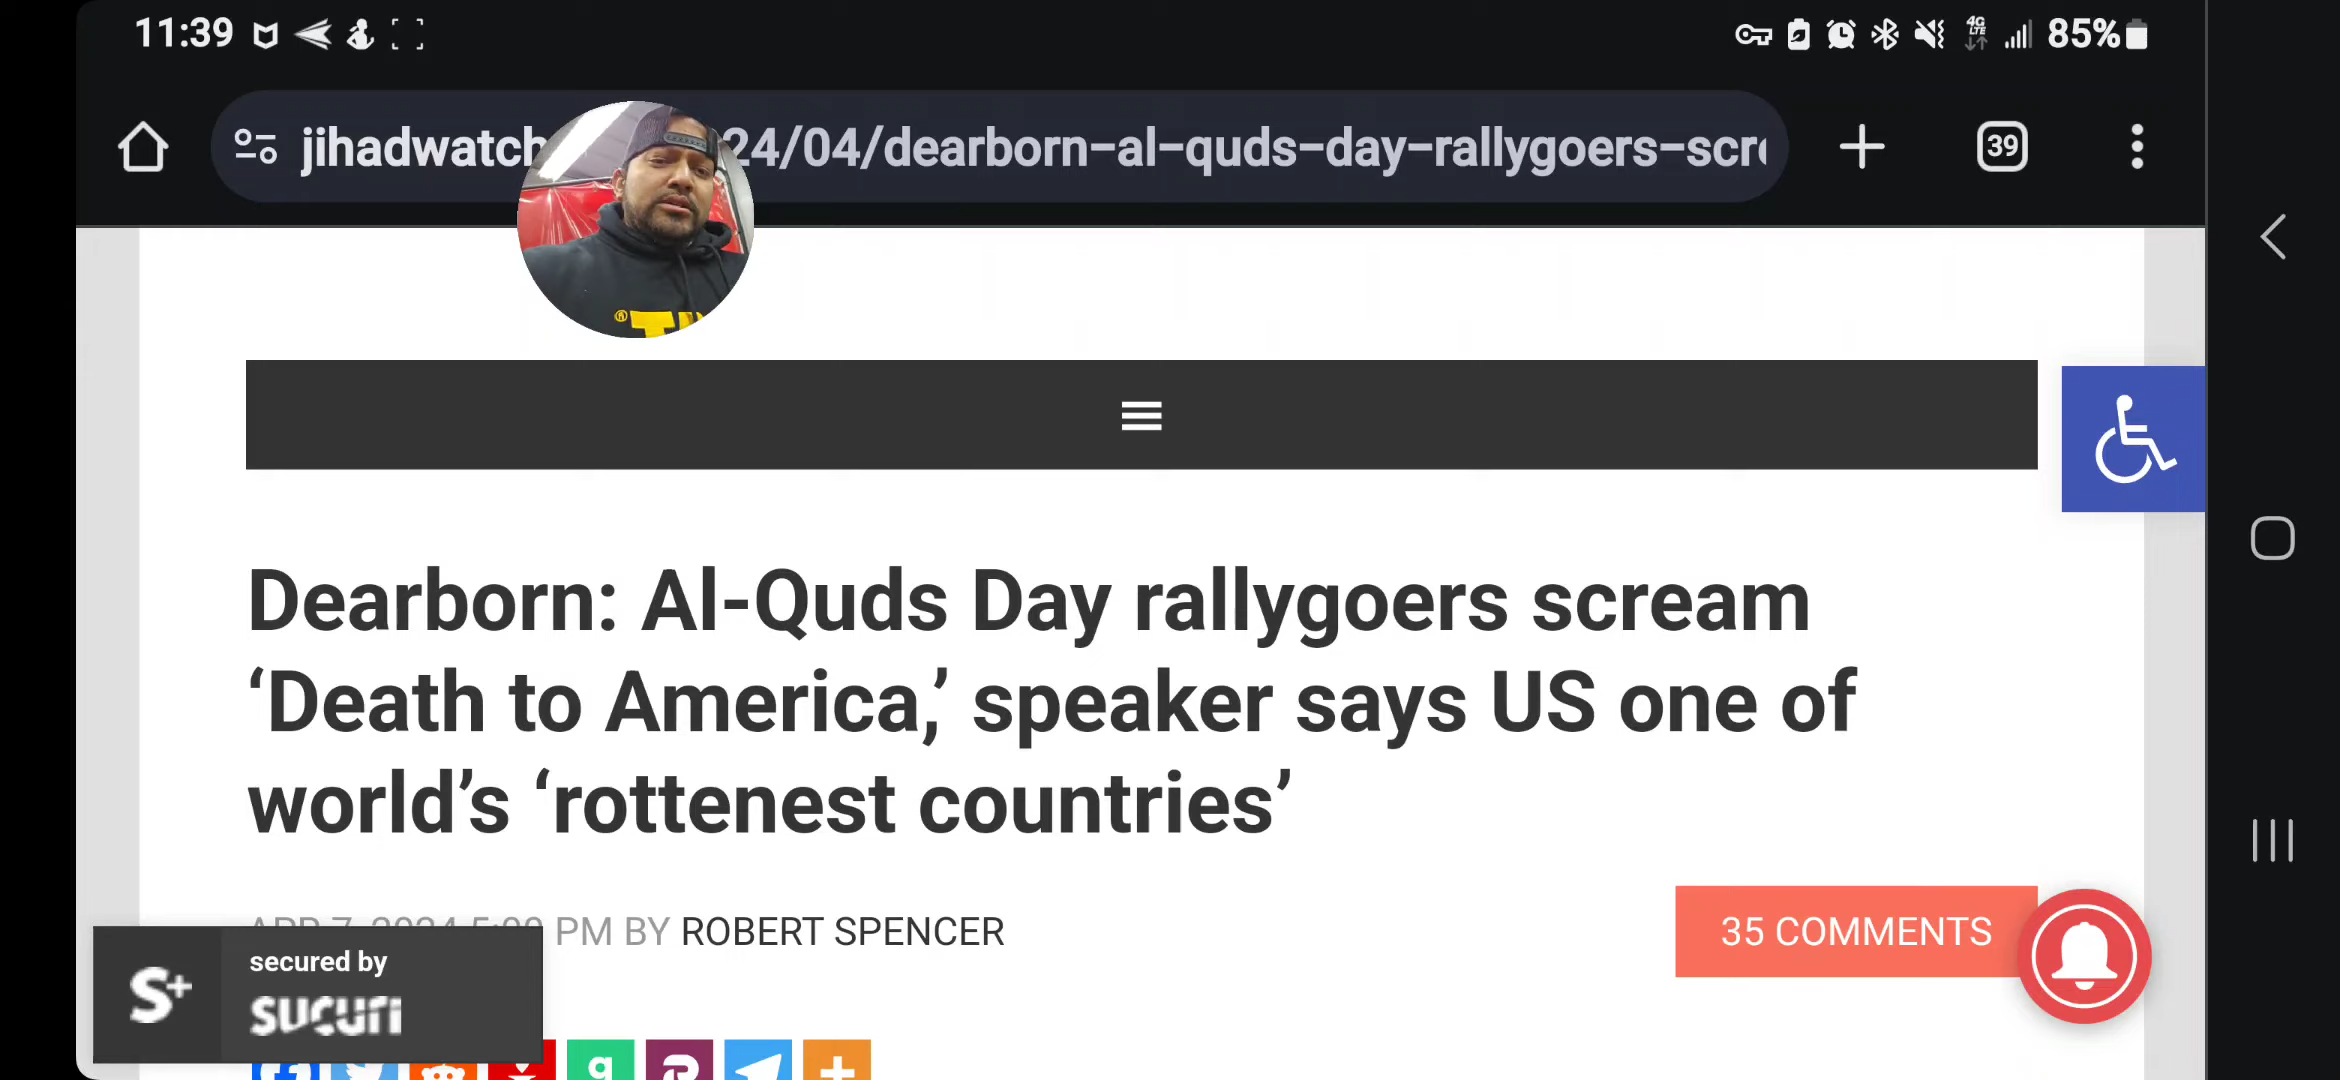 11:39
4G LTE 85%
jihadwatch 24/04/dearborn-al-quds-day-rallygoers-scr
39
Dearborn: Al-Quds Day rallygoers scream
‘Death to America,’ speaker says US one of
world’s ‘rottenest countries’
PM BY ROBERT SPENCER
35 COMMENTS
S+
secured by
sucuri